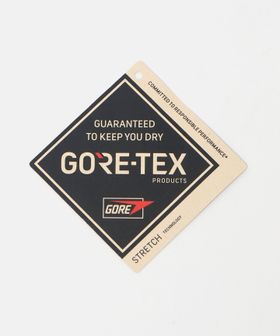 GUARANTEED
TO KEEP YOU DRY
GORE-TEX
PRODUCTS
GORE
COMMITTED TO RESPONSIBLE PERFORMANCE®
STRETCH TECHNOLOGY